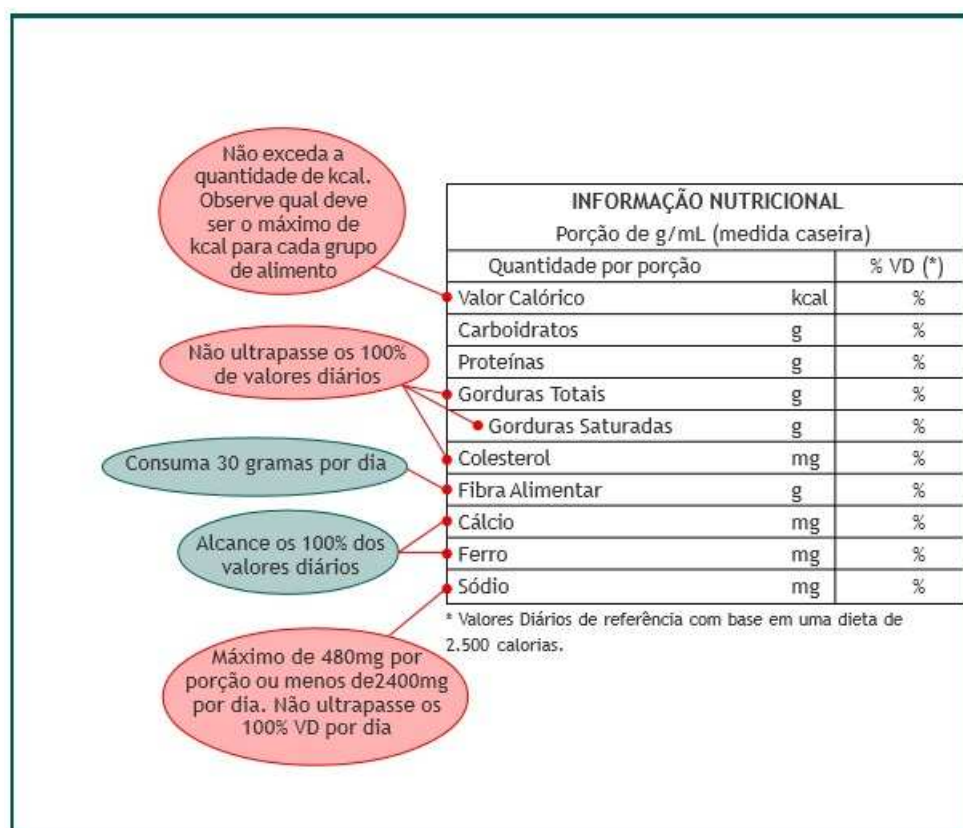 Não exceda a
quantidade de kcal.
Observe qual deve
ser o máximo de
kcal para cada grupo
de alimento
Não ultrapasse os 100%
de valores diários
Consuma 30 gramas por dia
Alcance os 100% dos
valores diários
Máximo de 480mg por
porção ou menos de2400mg
por dia. Não ultrapasse os
100% VD por dia
INFORMAÇÃO NUTRICIONAL
Porção de g/mL (medida caseira)
Quantidade por porção % VD (*)
Valor Calórico kcal %
Carboidratos g %
Proteínas g %
Gorduras Totais g %
Gorduras Saturadas g %
Colesterol mg %
Fibra Alimentar g %
Cálcio mg %
Ferro mg %
Sódio mg %
* Valores Diários de referência com base em uma dieta de
2.500 calorias.